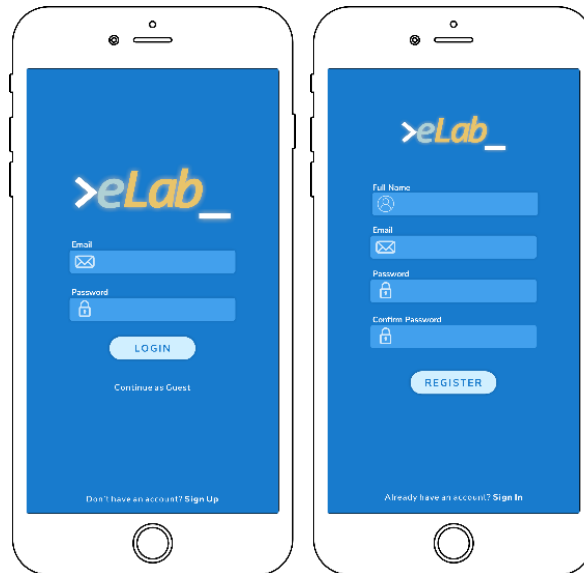 >eLab_
Email
Password
LOGIN
Continue as Guest
Don't have an account? Sign Up
>eLab_
Full Name
Email
Password
Confirm Password
REGISTER
Already have an account? Sign In